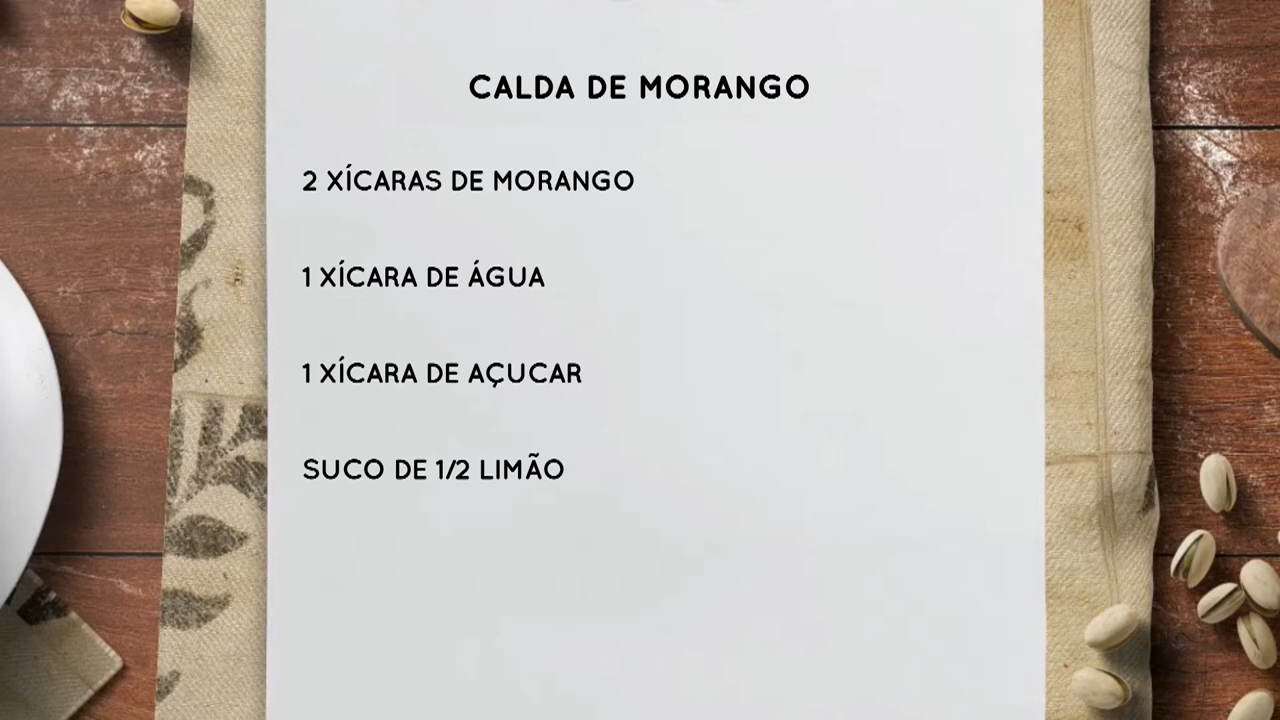 CALDA DE MORANGO
2 XÍCARAS DE MORANGO
1 XÍCARA DE ÁGUA
1 XÍCARA DE AÇUCAR
SUCO DE 1/2 LIMÃO